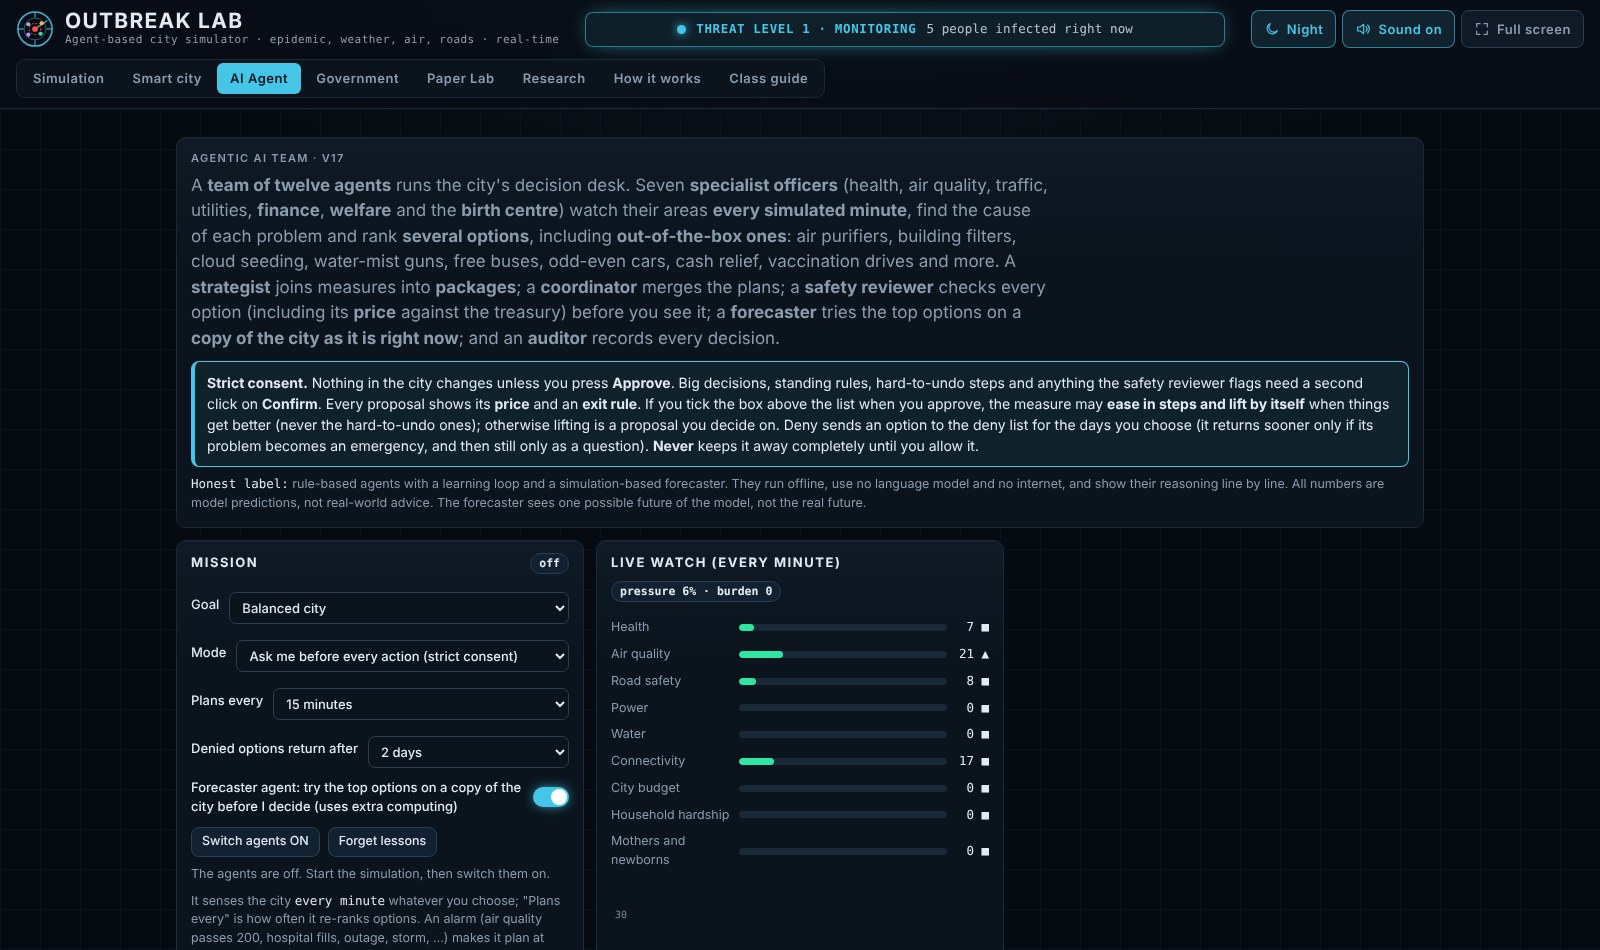 OUTBREAK LAB
Agent-based city simulator · epidemic, weather, air, roads · real-time
THREAT LEVEL 1 · MONITORING 5 people infected right now
Night
Sound on
Full screen
Simulation
Smart city
AI Agent
Government
Paper Lab
Research
How it works
Class guide
AGENTIC AI TEAM · V17
A team of twelve agents runs the city's decision desk. Seven specialist officers (health, air quality, traffic,
utilities, finance, welfare and the birth centre) watch their areas every simulated minute, find the cause
of each problem and rank several options, including out-of-the-box ones: air purifiers, building filters,
cloud seeding, water-mist guns, free buses, odd-even cars, cash relief, vaccination drives and more. A
strategist joins measures into packages; a coordinator merges the plans; a safety reviewer checks every
option (including its price against the treasury) before you see it; a forecaster tries the top options on a
copy of the city as it is right now; and an auditor records every decision.
Strict consent. Nothing in the city changes unless you press Approve. Big decisions, standing rules, hard-to-undo steps and anything the safety reviewer flags need a second
click on Confirm. Every proposal shows its price and an exit rule. If you tick the box above the list when you approve, the measure may ease in steps and lift by itself when things
get better (never the hard-to-undo ones); otherwise lifting is a proposal you decide on. Deny sends an option to the deny list for the days you choose (it returns sooner only if its
problem becomes an emergency, and then still only as a question). Never keeps it away completely until you allow it.
Honest label: rule-based agents with a learning loop and a simulation-based forecaster. They run offline, use no language model and no internet, and show their reasoning line by line. All numbers are
model predictions, not real-world advice. The forecaster sees one possible future of the model, not the real future.
MISSION
off
Goal
Balanced city
Mode
Ask me before every action (strict consent)
Plans every
15 minutes
Denied options return after
2 days
Forecaster agent: try the top options on a copy of the
city before I decide (uses extra computing)
Switch agents ON
Forget lessons
The agents are off. Start the simulation, then switch them on.
It senses the city every minute whatever you choose; "Plans
every" is how often it re-ranks options. An alarm (air quality
passes 200, hospital fills, outage, storm, ...) makes it plan at
LIVE WATCH (EVERY MINUTE)
pressure 6% · burden 0
Health 7 ■
Air quality 21 ▲
Road safety 8 ■
Power 0 ■
Water 0 ■
Connectivity 17 ■
City budget 0 ■
Household hardship 0 ■
Mothers and
newborns 0 ■
30